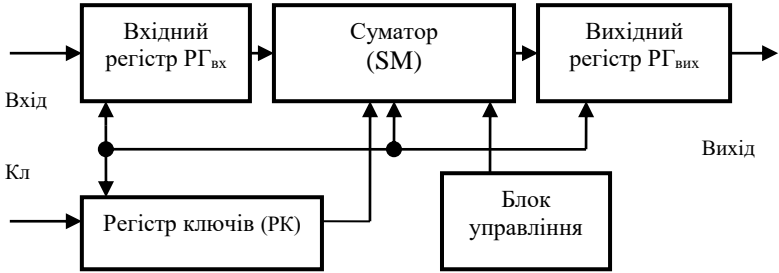 Вхідний
регістр РГвх
Суматор
(SM)
Вихідний
регістр РГвих
Вхід
Вихід
Кл
Регістр ключів (РК)
Блок
управління